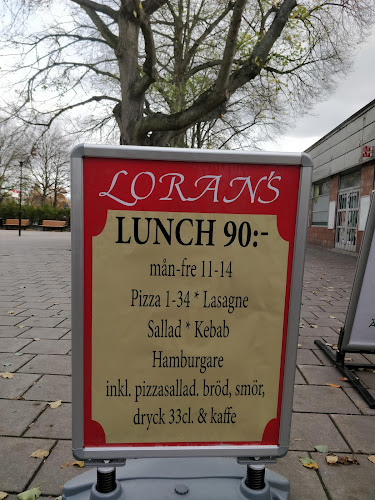 LORAN'S
LUNCH 90:-
mån-fre 11-14
Pizza 1-34 * Lasagne
Sallad * Kebab
Hamburgare
inkl. pizzasallad. bröd, smör,
dryck 33cl. & kaffe